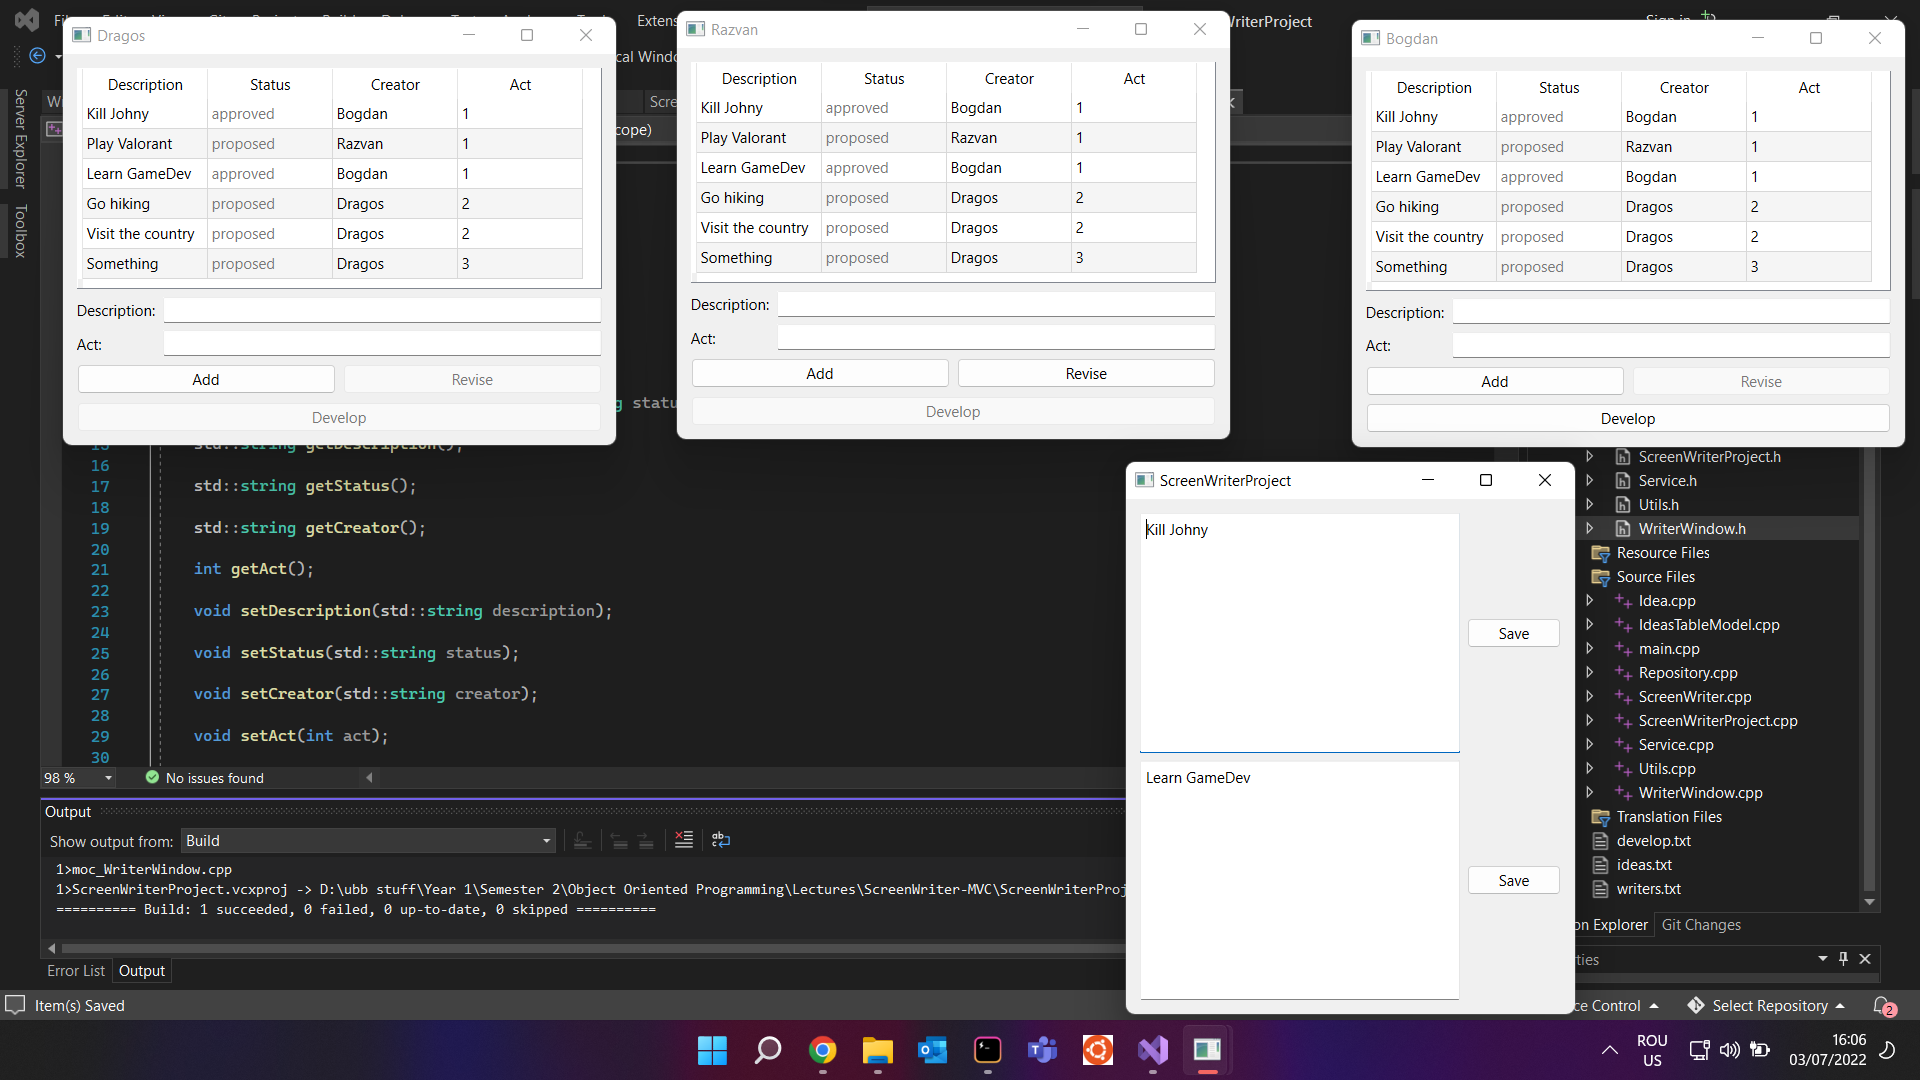 Dragos
Description Status Creator Act
Kill Johny approved Bogdan 1
Play Valorant proposed Razvan 1
Learn GameDev approved Bogdan 1
Go hiking proposed Dragos 2
Visit the country proposed Dragos 2
Something proposed Dragos 3
Description:
Act:
Add Revise
Develop
Razvan
Description Status Creator Act
Kill Johny approved Bogdan 1
Play Valorant proposed Razvan 1
Learn GameDev approved Bogdan 1
Go hiking proposed Dragos 2
Visit the country proposed Dragos 2
Something proposed Dragos 3
Description:
Act:
Add Revise
Develop
Bogdan
Description Status Creator Act
Kill Johny approved Bogdan 1
Play Valorant proposed Razvan 1
Learn GameDev approved Bogdan 1
Go hiking proposed Dragos 2
Visit the country proposed Dragos 2
Something proposed Dragos 3
Description:
Act:
Add Revise
Develop
Server Explorer
Toolbox
16
17 std::string getStatus();
18
19 std::string getCreator();
20
21 int getAct();
22
23 void setDescription(std::string description);
24
25 void setStatus(std::string status);
26
27 void setCreator(std::string creator);
28
29 void setAct(int act);
30
98 % No issues found
Output
Show output from: Build
1>moc_WriterWindow.cpp
1>ScreenWriterProject.vcxproj -> D:\ubb stuff\Year 1\Semester 2\Object Oriented Programming\Lectures\ScreenWriter-MVC\ScreenWriterProj
========== Build: 1 succeeded, 0 failed, 0 up-to-date, 0 skipped ==========
Error List Output
Item(s) Saved
ScreenWriterProject
Kill Johny
Save
Learn GameDev
Save
ScreenWriterProject.h
Service.h
Utils.h
WriterWindow.h
Resource Files
Source Files
Idea.cpp
IdeasTableModel.cpp
main.cpp
Repository.cpp
ScreenWriter.cpp
ScreenWriterProject.cpp
Service.cpp
Utils.cpp
WriterWindow.cpp
Translation Files
develop.txt
ideas.txt
writers.txt
on Explorer Git Changes
rties
ce Control Select Repository 2
ROU
US
16:06
03/07/2022